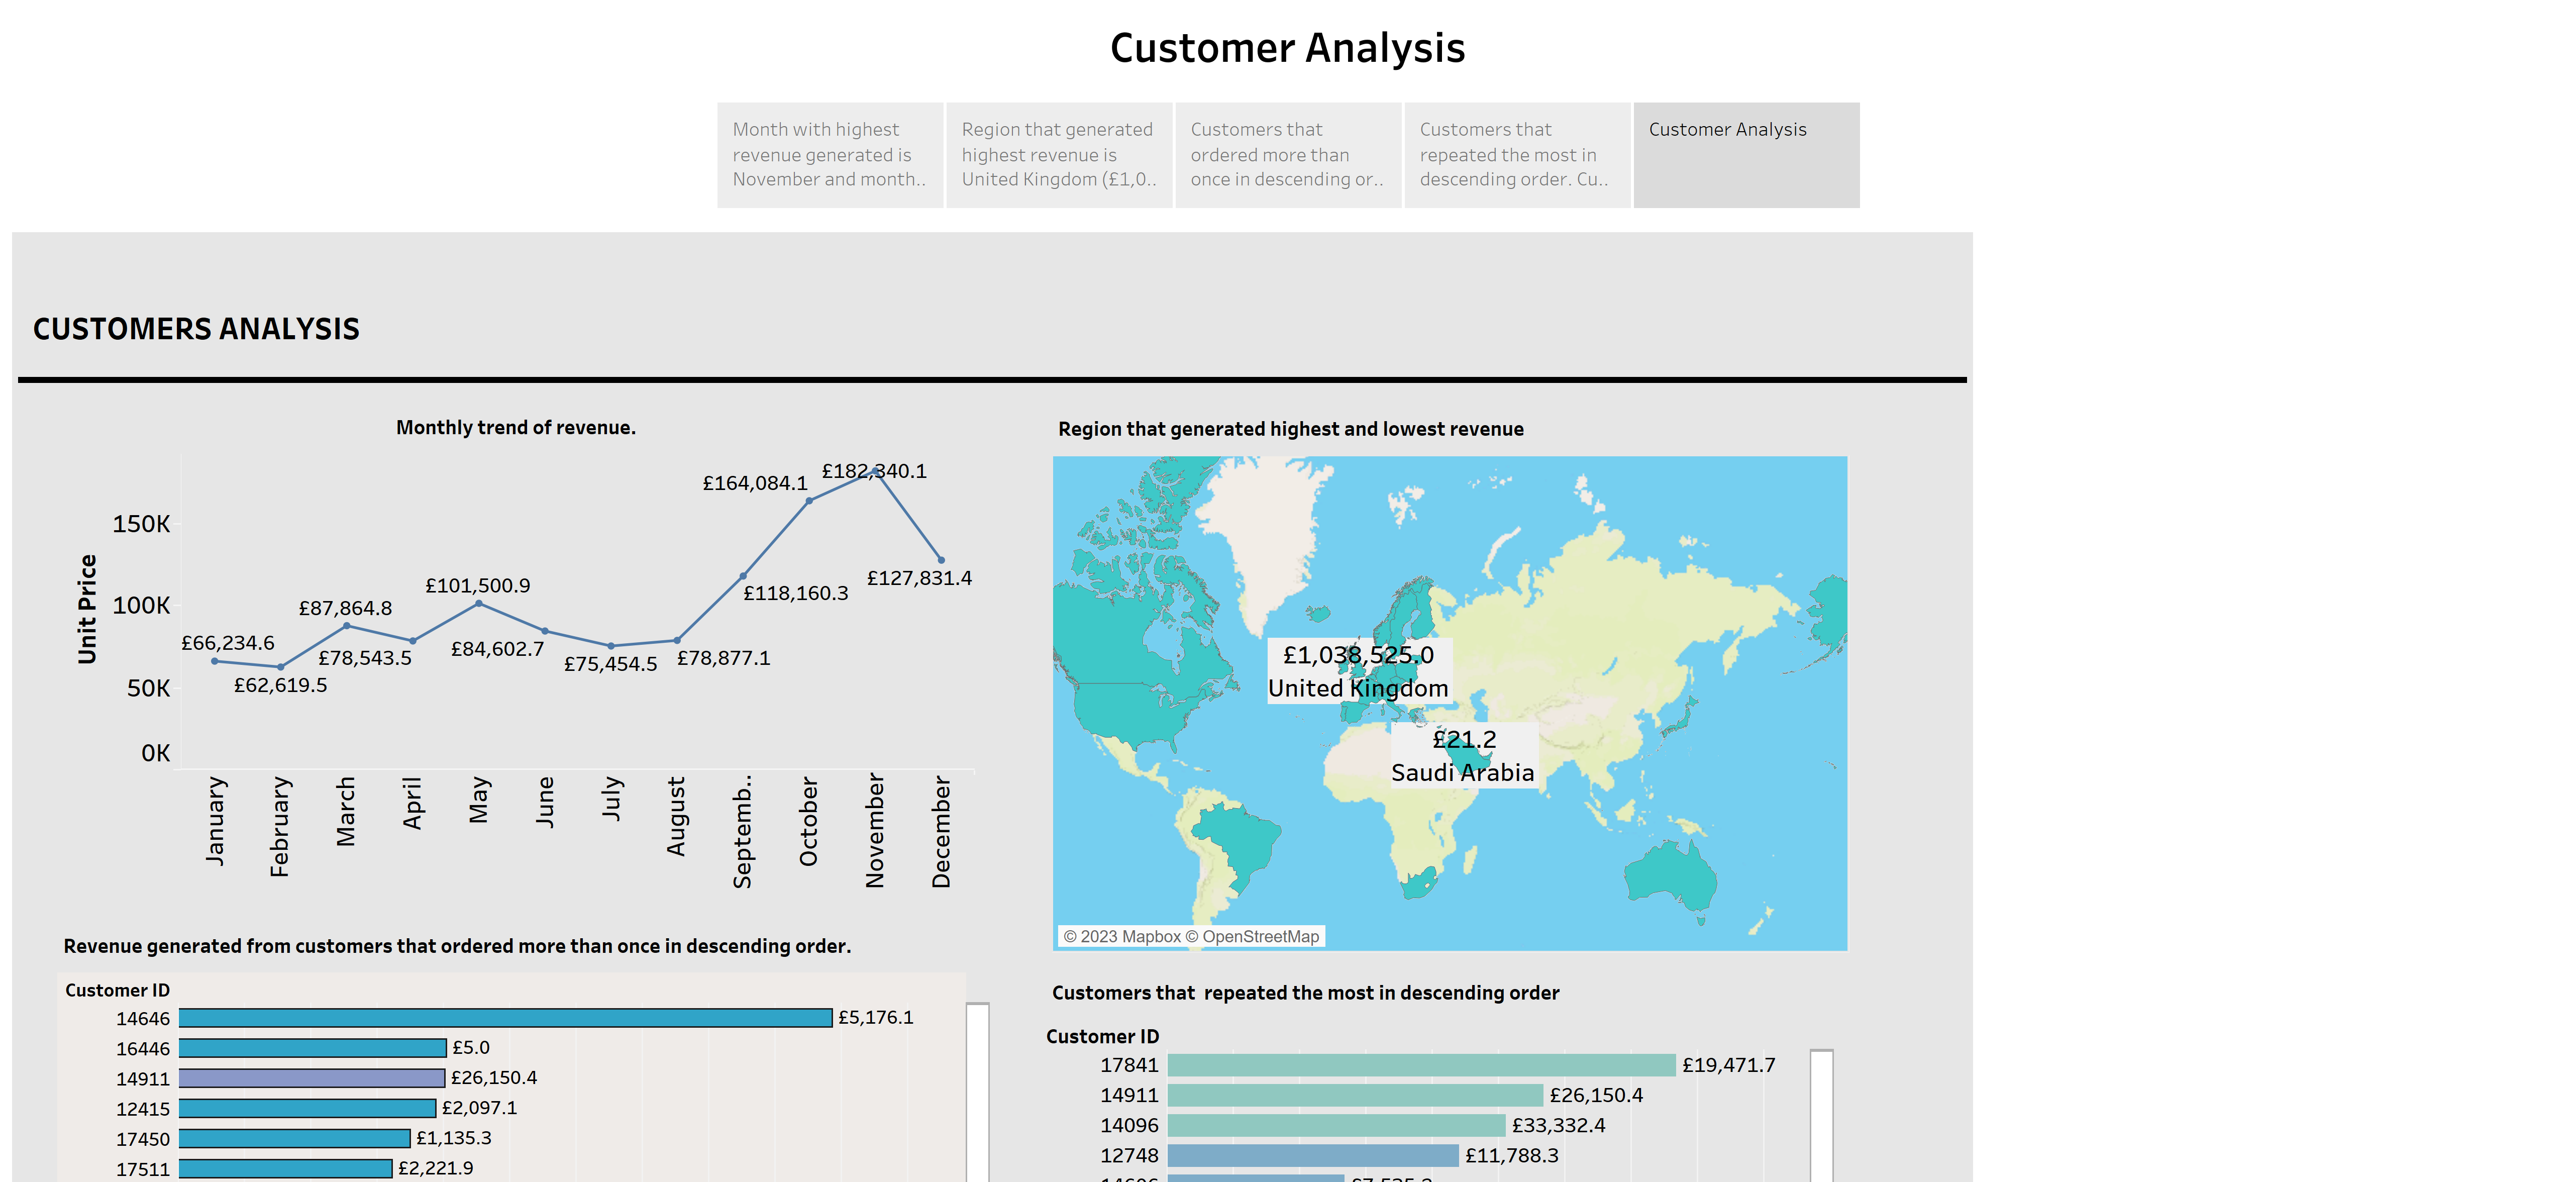 Customer Analysis
Month with highest
revenue generated is
November and month..
Region that generated
highest revenue is
United Kingdom (£1,0..
Customers that
ordered more than
once in descending or..
Customers that
repeated the most in
descending order. Cu..
Customer Analysis
CUSTOMERS ANALYSIS
Monthly trend of revenue.
Unit Price
150K
100K
50K
0K
£66,234.6
£62,619.5
£87,864.8
£78,543.5
£101,500.9
£84,602.7
£75,454.5
£78,877.1
£118,160.3
£164,084.1
£182,340.1
£127,831.4
January
February
March
April
May
June
July
August
Septemb..
October
November
December
Region that generated highest and lowest revenue
£1,038,525.0
United Kingdom
£21.2
Saudi Arabia
© 2023 Mapbox © OpenStreetMap
Revenue generated from customers that ordered more than once in descending order.
Customer ID
14646 £5,176.1
16446 £5.0
14911 £26,150.4
12415 £2,097.1
17450 £1,135.3
17511 £2,221.9
Customers that  repeated the most in descending order
Customer ID
17841 £19,471.7
14911 £26,150.4
14096 £33,332.4
12748 £11,788.3